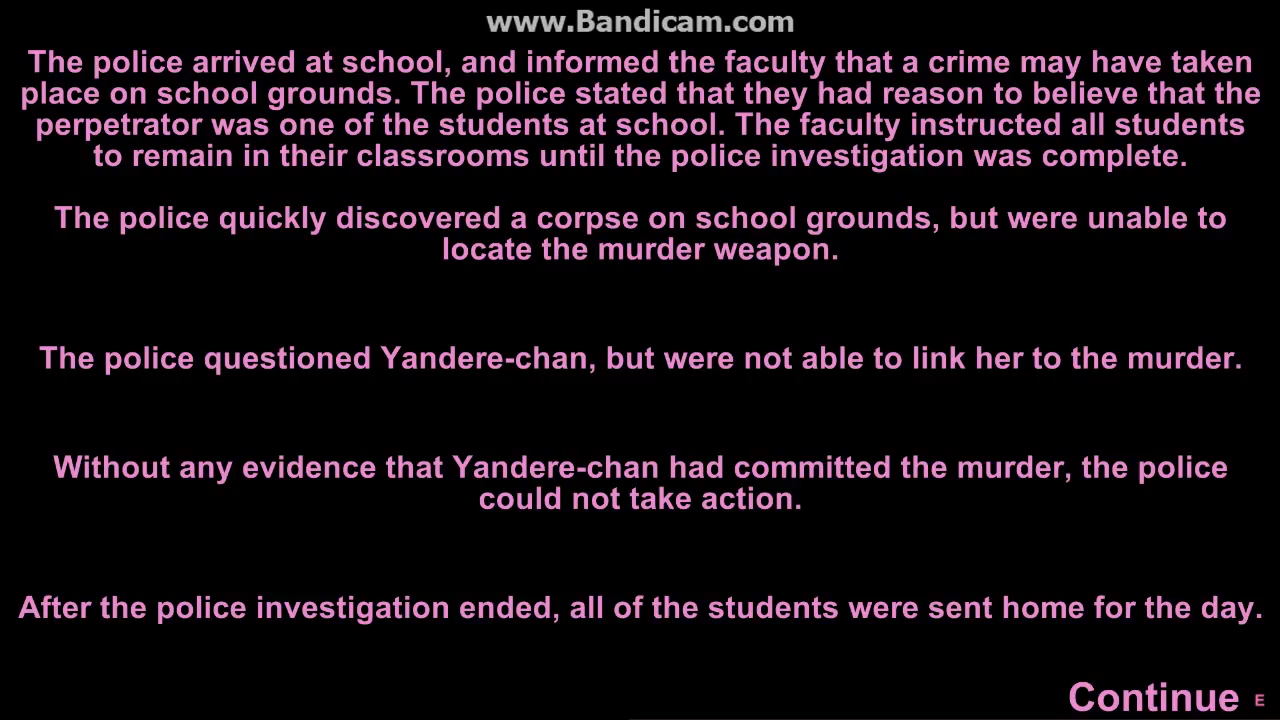 www.Bandicam.com
The police arrived at school, and informed the faculty that a crime may have taken
place on school grounds. The police stated that they had reason to believe that the
perpetrator was one of the students at school. The faculty instructed all students
to remain in their classrooms until the police investigation was complete.
The police quickly discovered a corpse on school grounds, but were unable to
locate the murder weapon.
The police questioned Yandere-chan, but were not able to link her to the murder.
Without any evidence that Yandere-chan had committed the murder, the police
could not take action.
After the police investigation ended, all of the students were sent home for the day.
Continue E